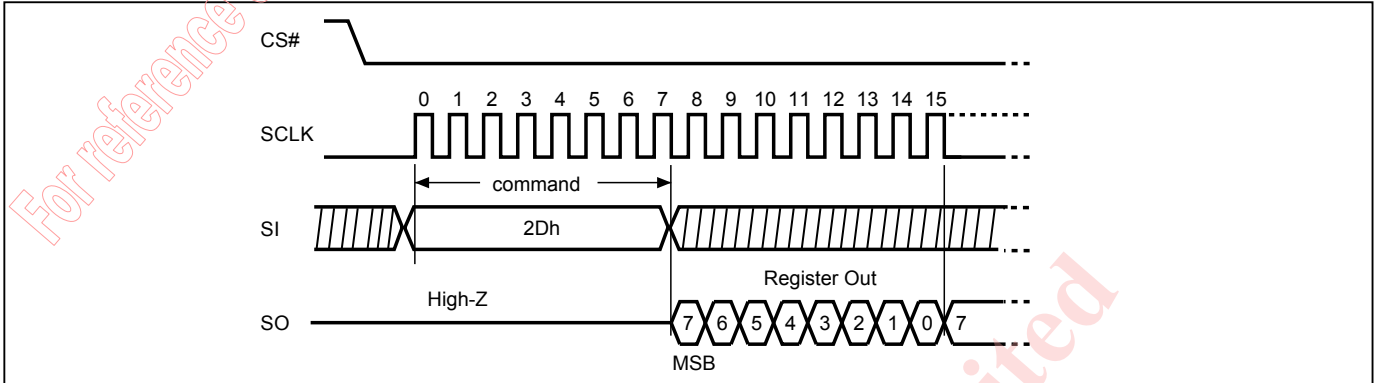 For reference
CS#
0 1 2 3 4 5 6 7 8 9 10 11 12 13 14 15
SCLK
command
SI
2Dh
Register Out
High-Z
SO
7 6 5 4 3 2 1 0 7
MSB